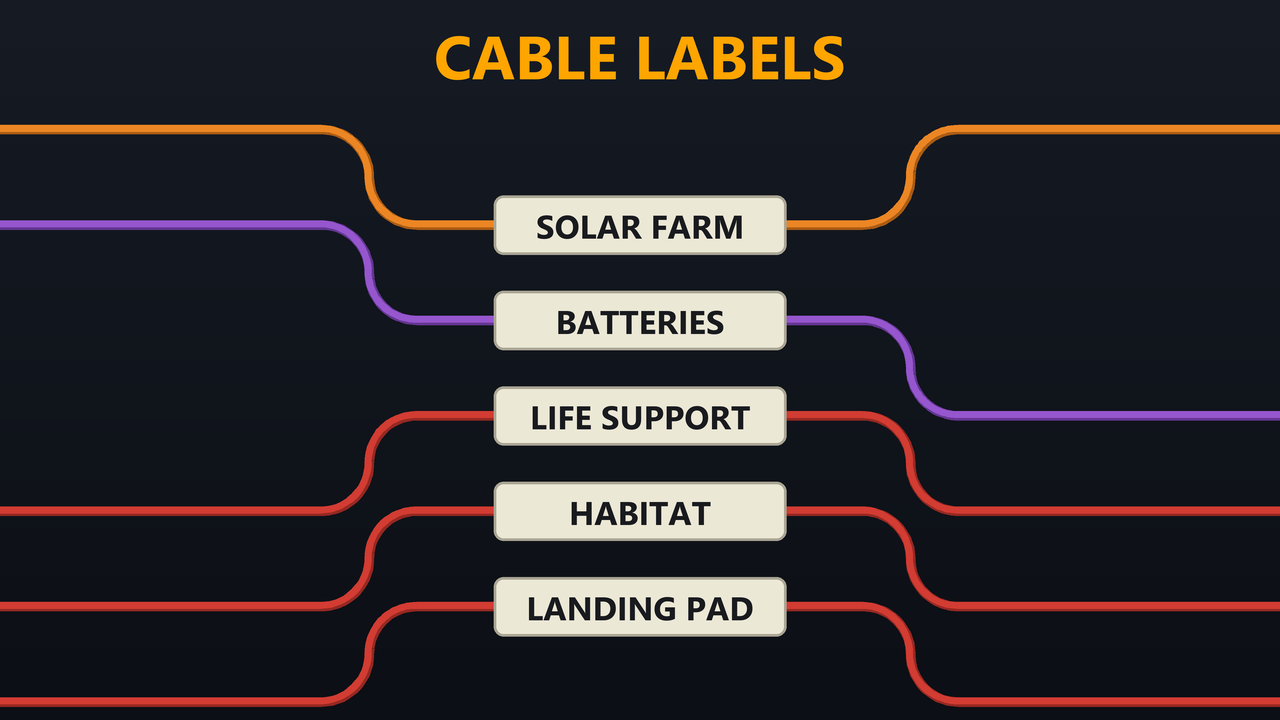 CABLE LABELS
SOLAR FARM
BATTERIES
LIFE SUPPORT
HABITAT
LANDING PAD